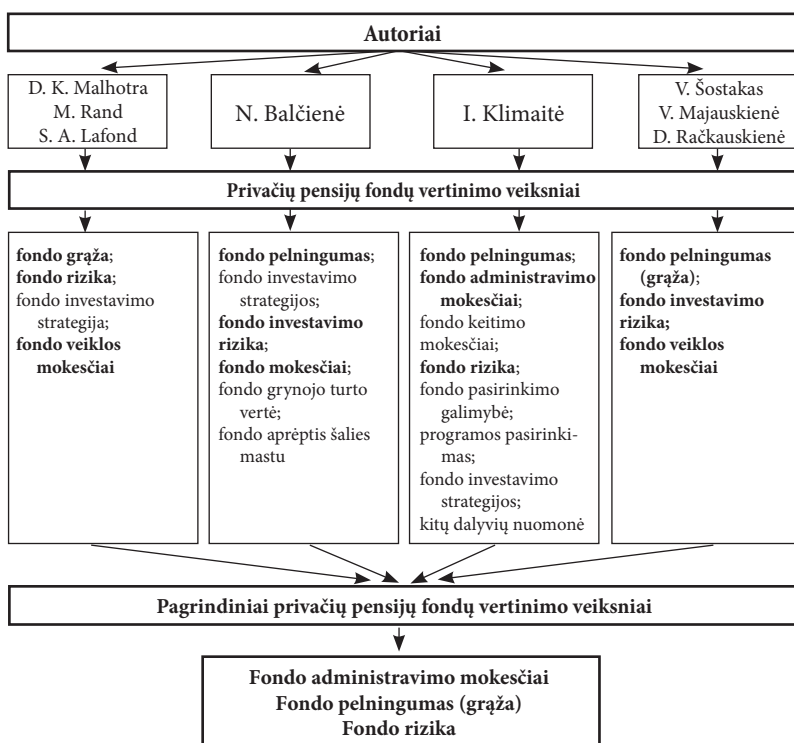 Autoriai
D. K. Malhotra
M. Rand
S. A. Lafond
N. Balčienė
I. Klimaitė
V. Šostakas
V. Majauskienė
D. Račkauskienė
Privačių pensijų fondų vertinimo veiksniai
fondo grąža;
fondo rizika;
fondo investavimo
strategija;
fondo veiklos
mokesčiai
fondo pelningumas;
fondo investavimo
strategijos;
fondo investavimo
rizika;
fondo mokesčiai;
fondo grynojo turto
vertė;
fondo aprėptis šalies
mastu
fondo pelningumas;
fondo administravimo
mokesčiai;
fondo keitimo
mokesčiai;
fondo rizika;
fondo pasirinkimo
galimybė;
programos pasirinki-
mas;
fondo investavimo
strategijos;
kitų dalyvių nuomonė
fondo pelningumas
(grąža);
fondo investavimo
rizika;
fondo veiklos
mokesčiai
Pagrindiniai privačių pensijų fondų vertinimo veiksniai
Fondo administravimo mokesčiai
Fondo pelningumas (grąža)
Fondo rizika